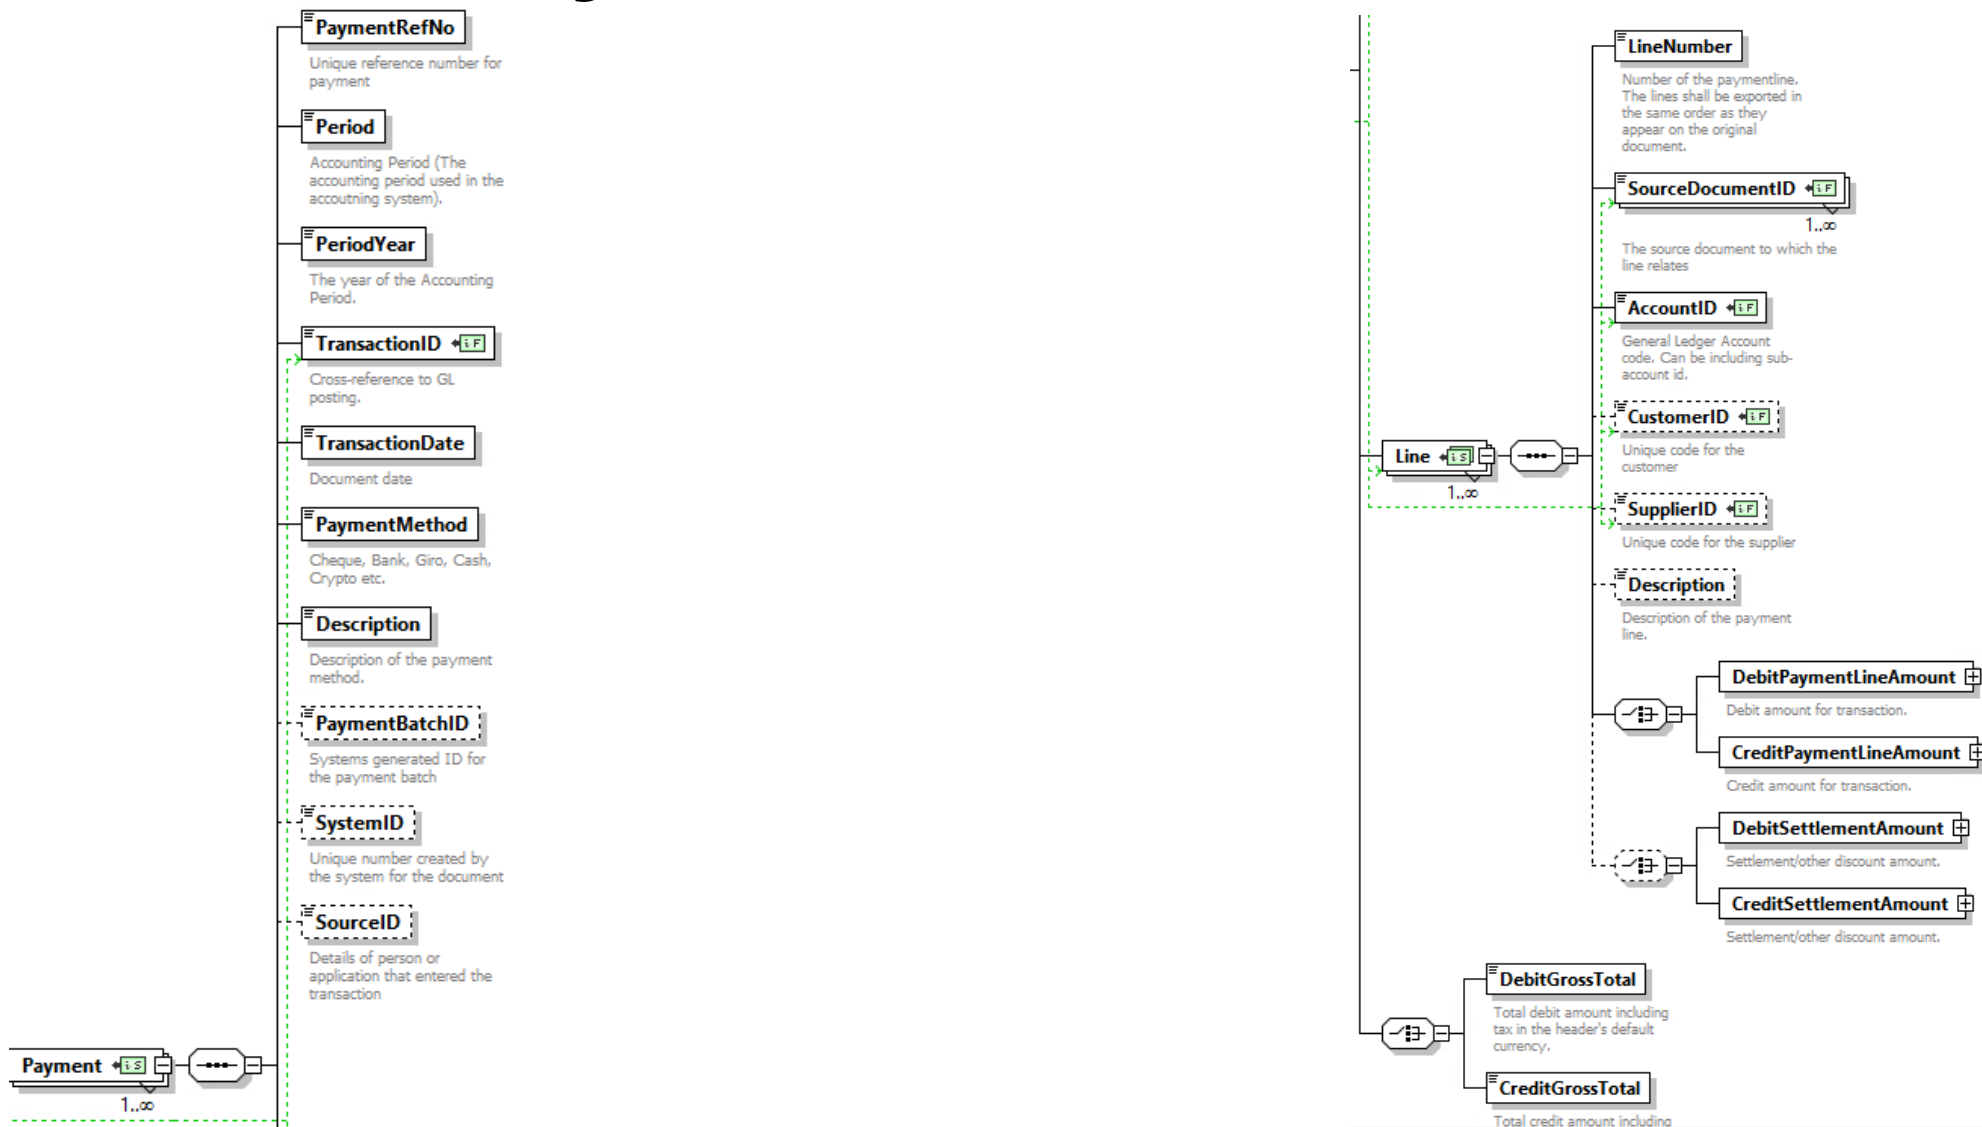 PaymentRefNo
Unique reference number for
payment
Period
Accounting Period (The
accounting period used in the
accoutning system).
PeriodYear
The year of the Accounting
Period.
TransactionID
iF
Cross-reference to GL
posting.
TransactionDate
Document date
PaymentMethod
Cheque, Bank, Giro, Cash,
Crypto etc.
Description
Description of the payment
method.
PaymentBatchID
Systems generated ID for
the payment batch
SystemID
Unique number created by
the system for the document
SourceID
Details of person or
application that entered the
transaction
Payment
iS
1..∞
LineNumber
Number of the paymentline.
The lines shall be exported in
the same order as they
appear on the original
document.
SourceDocumentID
iF
1..∞
The source document to which the
line relates
AccountID
iF
General Ledger Account
code. Can be including sub-
account id.
CustomerID
iF
Unique code for the
customer
Line
iS
1..∞
SupplierID
iF
Unique code for the supplier
Description
Description of the payment
line.
DebitPaymentLineAmount
Debit amount for transaction.
CreditPaymentLineAmount
Credit amount for transaction.
DebitSettlementAmount
Settlement/other discount amount.
CreditSettlementAmount
Settlement/other discount amount.
DebitGrossTotal
Total debit amount including
tax in the header's default
currency.
CreditGrossTotal
Total credit amount including